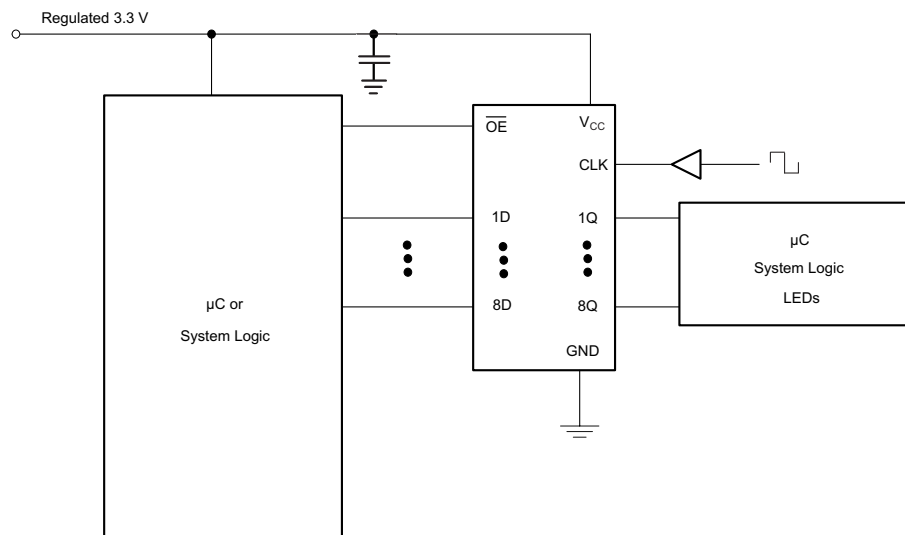 Regulated 3.3 V
OE
VCC
CLK
1D
1Q
8D
8Q
GND
µC or
System Logic
µC
System Logic
LEDs